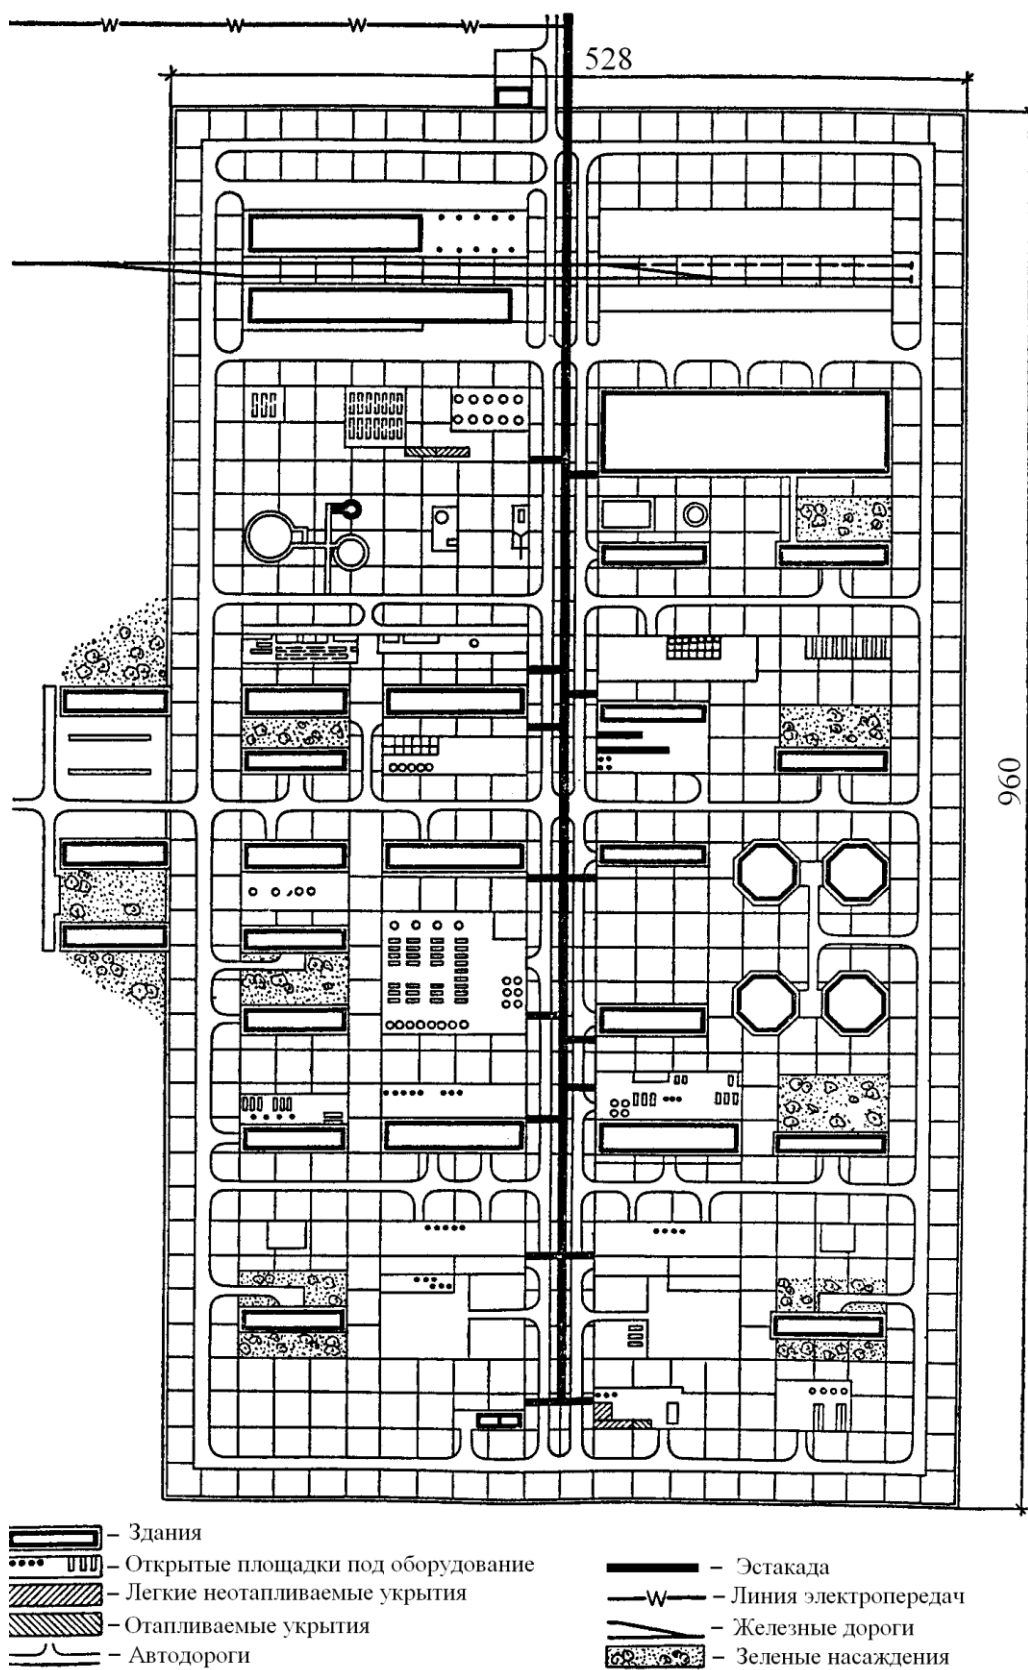 528
960
– Здания
– Открытые площадки под оборудование
– Легкие неотапливаемые укрытия
– Отапливаемые укрытия
– Автодороги
– Эстакада
– Линия электропередач
– Железные дороги
– Зеленые насаждения